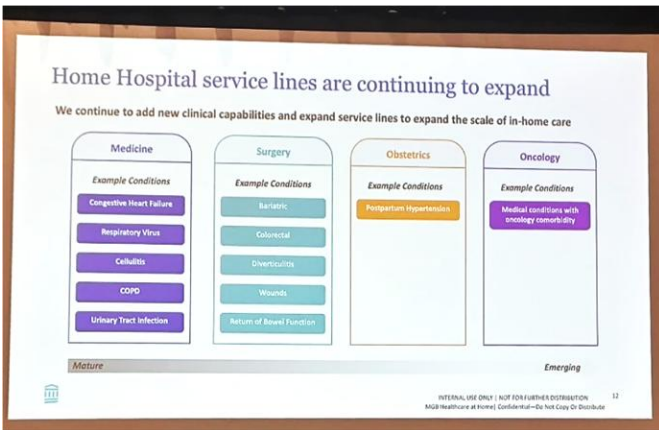 Home Hospital service lines are continuing to expand
We continue to add new clinical capabilities and expand service lines to expand the scale of in-home care
Medicine
Example Conditions
Congestive Heart Failure
Respiratory Virus
Cellulitis
COPD
Urinary Tract Infection
Surgery
Example Conditions
Bariatric
Colorectal
Diverticulitis
Wounds
Return of Bowel Function
Obstetrics
Example Conditions
Postpartum Hypertension
Oncology
Example Conditions
Medical conditions with
oncology comorbidity
Mature
Emerging
INTERNAL USE ONLY | NOT FOR FURTHER DISTRIBUTION
12
MGB Healthcare at Home| Confidential—Do Not Copy Or Distribute